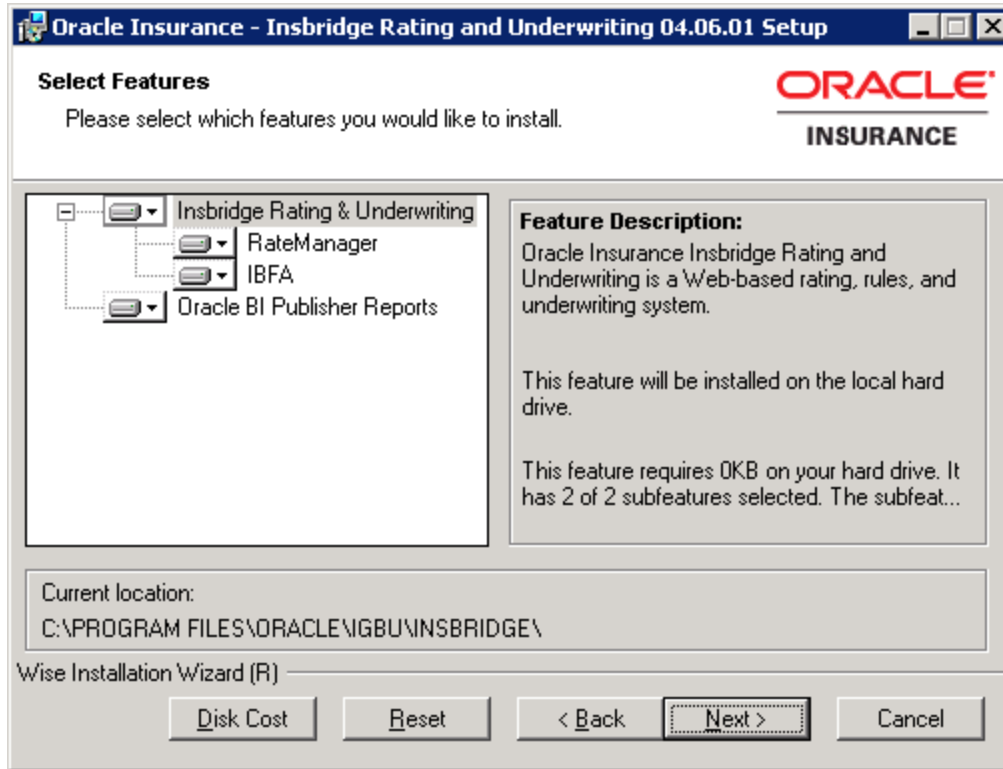 Oracle Insurance - Insbridge Rating and Underwriting 04.06.01 Setup
Select Features
Please select which features you would like to install.
ORACLE
INSURANCE
Insbridge Rating & Underwriting
RateManager
IBFA
Oracle BI Publisher Reports
Feature Description:
Oracle Insurance Insbridge Rating and
Underwriting is a Web-based rating, rules, and
underwriting system.
This feature will be installed on the local hard
drive.
This feature requires 0KB on your hard drive. It
has 2 of 2 subfeatures selected. The subfeat...
Current location:
C:\PROGRAM FILES\ORACLE\IGBU\INSBRIDGE\
Wise Installation Wizard (R)
Disk Cost
Reset
< Back
Next >
Cancel